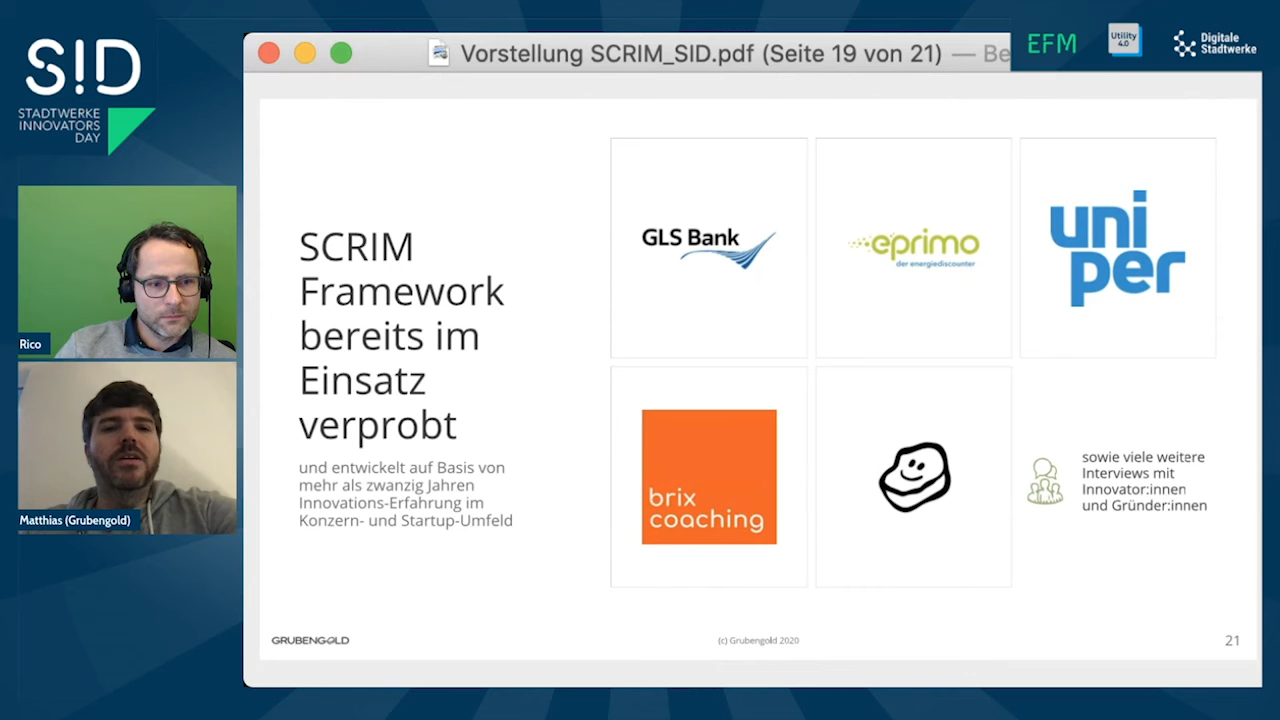 S!D
STADTWERKE
INNOVATORS
DAY
Vorstellung SCRIM_SID.pdf (Seite 19 von 21) — Be
EFM
Utility
4.0
Digitale
Stadtwerke
Rico
Matthias (Grubengold)
SCRIM
Framework
bereits im
Einsatz
verprobt
und entwickelt auf Basis von
mehr als zwanzig Jahren
Innovations-Erfahrung im
Konzern- und Startup-Umfeld
GLS Bank
eprimo
der energiediscounter
uni
per
brix
coaching
sowie viele weitere
Interviews mit
Innovator:innen
und Gründer:innen
GRUBENGOLD
(c) Grubengold 2020
21